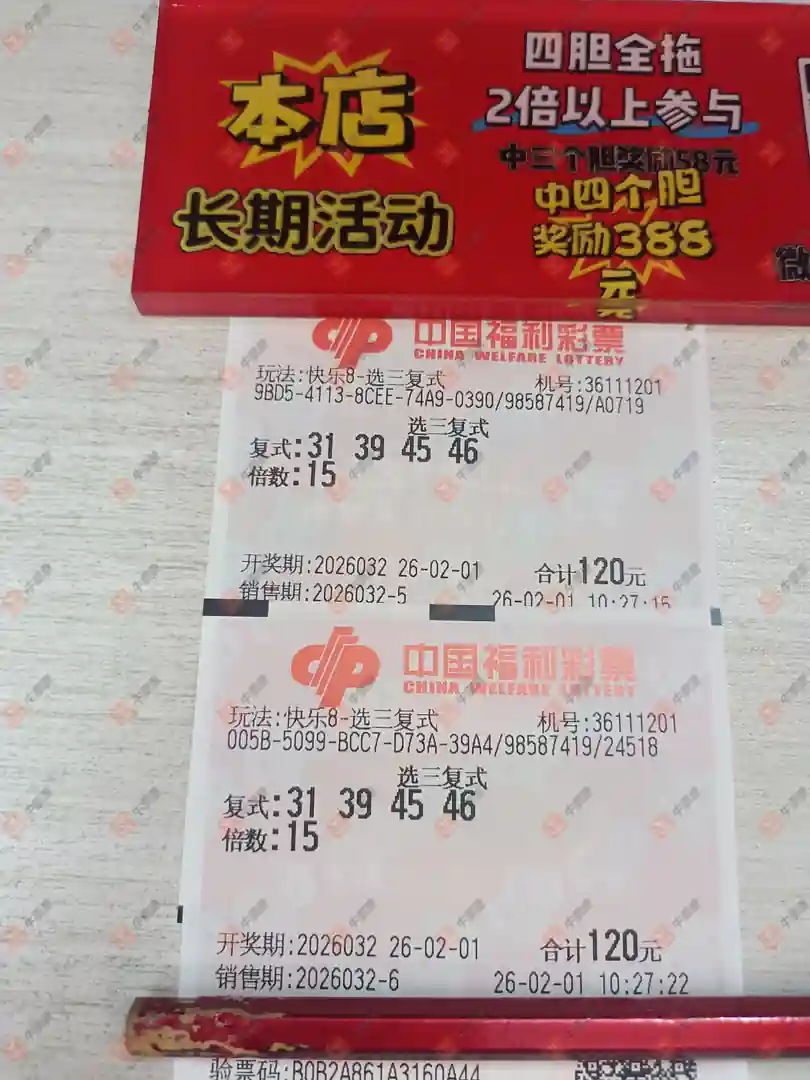 本店
长期活动
四胆全拖
2倍以上参与
中三个胆奖励58元
中四个胆
奖励388
元
微
中国福利彩票
CHINA WELFARE LOTTERY
玩法:快乐8-选三复式 机号:36111201
9BD5-4113-8CEE-74A9-0390/98587419/A0719
选三复式
复式:31 39 45 46
倍数:15
开奖期:2026032 26-02-01 合计120元
销售期:2026032-5 26-02-01 10:27:15
中国福利彩票
CHINA WELFARE LOTTERY
玩法:快乐8-选三复式 机号:36111201
005B-5099-BCC7-D73A-39A4/98587419/24518
选三复式
复式:31 39 45 46
倍数:15
开奖期:2026032 26-02-01 合计120元
销售期:2026032-6 26-02-01 10:27:22
验票码:B0B2A861A3160A44